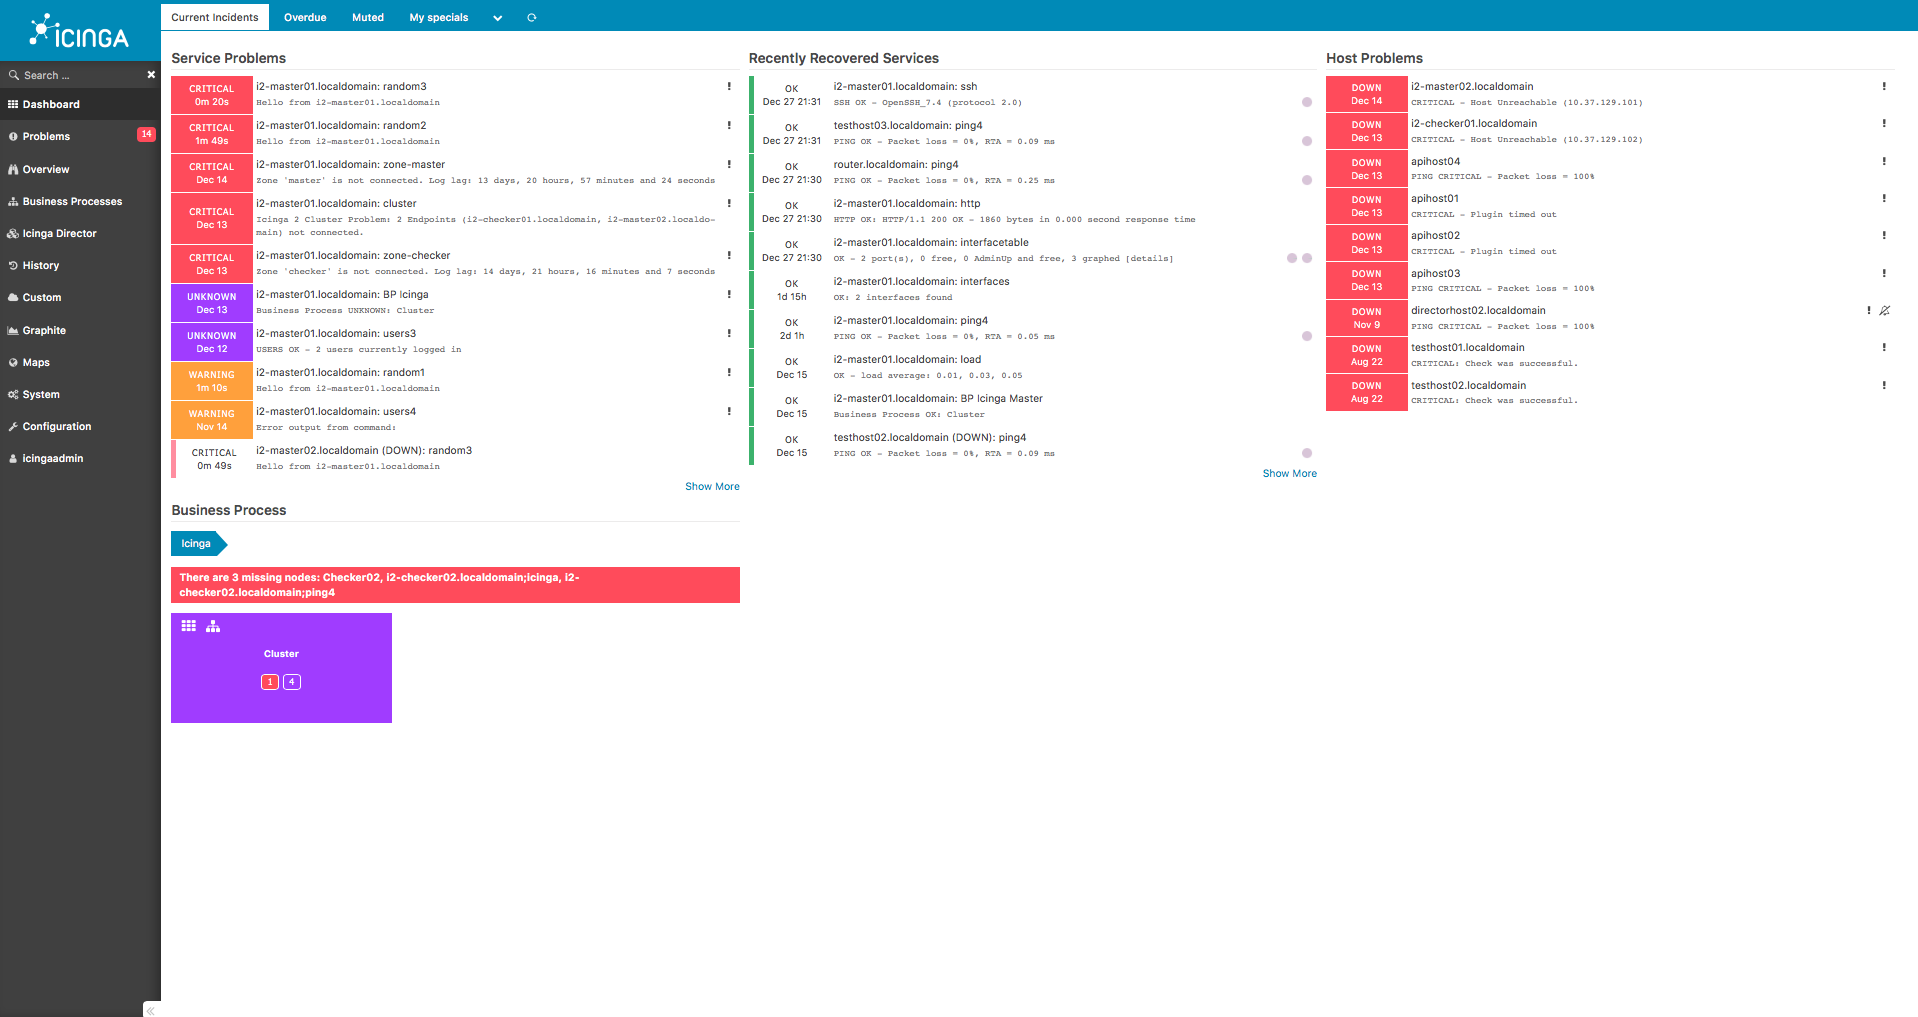 ICINGA
Current Incidents
Overdue
Muted
My specials
Search ...
Dashboard
Problems
14
Overview
Business Processes
Icinga Director
History
Custom
Graphite
Maps
System
Configuration
icingaadmin
Service Problems
CRITICAL
0m 20s
i2-master01.localdomain: random3
Hello from i2-master01.localdomain
CRITICAL
1m 49s
i2-master01.localdomain: random2
Hello from i2-master01.localdomain
CRITICAL
Dec 14
i2-master01.localdomain: zone-master
Zone 'master' is not connected. Log lag: 13 days, 20 hours, 57 minutes and 24 seconds
CRITICAL
Dec 13
i2-master01.localdomain: cluster
Icinga 2 Cluster Problem: 2 Endpoints (i2-checker01.localdomain, i2-master02.localdo-
main) not connected.
CRITICAL
Dec 13
i2-master01.localdomain: zone-checker
Zone 'checker' is not connected. Log lag: 14 days, 21 hours, 16 minutes and 7 seconds
UNKNOWN
Dec 13
i2-master01.localdomain: BP Icinga
Business Process UNKNOWN: Cluster
UNKNOWN
Dec 12
i2-master01.localdomain: users3
USERS OK - 2 users currently logged in
WARNING
1m 10s
i2-master01.localdomain: random1
Hello from i2-master01.localdomain
WARNING
Nov 14
i2-master01.localdomain: users4
Error output from command:
CRITICAL
0m 49s
i2-master02.localdomain (DOWN): random3
Hello from i2-master01.localdomain
Show More
Recently Recovered Services
OK
Dec 27 21:31
i2-master01.localdomain: ssh
SSH OK - OpenSSH_7.4 (protocol 2.0)
OK
Dec 27 21:31
testhost03.localdomain: ping4
PING OK - Packet loss = 0%, RTA = 0.09 ms
OK
Dec 27 21:30
router.localdomain: ping4
PING OK - Packet loss = 0%, RTA = 0.25 ms
OK
Dec 27 21:30
i2-master01.localdomain: http
HTTP OK: HTTP/1.1 200 OK - 1860 bytes in 0.000 second response time
OK
Dec 27 21:30
i2-master01.localdomain: interfacetable
OK - 2 port(s), 0 free, 0 AdminUp and free, 3 graphed [details]
OK
1d 15h
i2-master01.localdomain: interfaces
OK: 2 interfaces found
OK
2d 1h
i2-master01.localdomain: ping4
PING OK - Packet loss = 0%, RTA = 0.05 ms
OK
Dec 15
i2-master01.localdomain: load
OK - load average: 0.01, 0.03, 0.05
OK
Dec 15
i2-master01.localdomain: BP Icinga Master
Business Process OK: Cluster
OK
Dec 15
testhost02.localdomain (DOWN): ping4
PING OK - Packet loss = 0%, RTA = 0.09 ms
Show More
Host Problems
DOWN
Dec 14
i2-master02.localdomain
CRITICAL - Host Unreachable (10.37.129.101)
DOWN
Dec 13
i2-checker01.localdomain
CRITICAL - Host Unreachable (10.37.129.102)
DOWN
Dec 13
apihost04
PING CRITICAL - Packet loss = 100%
DOWN
Dec 13
apihost01
CRITICAL - Plugin timed out
DOWN
Dec 13
apihost02
CRITICAL - Plugin timed out
DOWN
Dec 13
apihost03
PING CRITICAL - Packet loss = 100%
DOWN
Nov 9
directorhost02.localdomain
PING CRITICAL - Packet loss = 100%
DOWN
Aug 22
testhost01.localdomain
CRITICAL: Check was successful.
DOWN
Aug 22
testhost02.localdomain
CRITICAL: Check was successful.
Business Process
Icinga
There are 3 missing nodes: Checker02, i2-checker02.localdomain;icinga, i2-
checker02.localdomain;ping4
Cluster
1 4